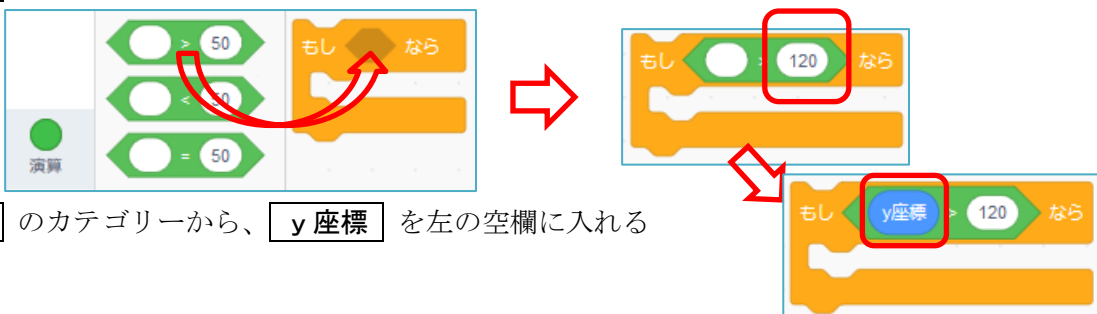 > 50
< 50
= 50
演算
もし なら
もし > 120 なら
のカテゴリーから、 y座標 を左の空欄に入れる
もし y座標 > 120 なら